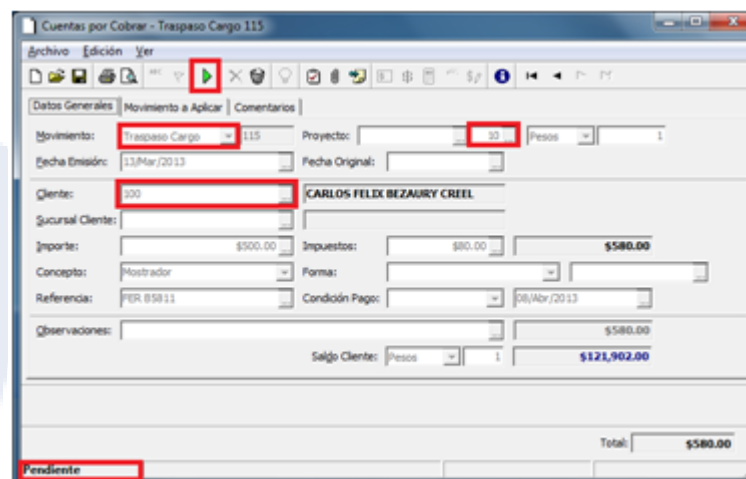 Cuentas por Cobrar - Traspaso Cargo 115
Archivo Edición Ver
Datos Generales Movimiento a Aplicar Comentarios
Movimiento: Traspaso Cargo 115 Proyecto: 10 Pesos 1
Fecha Emisión: 13/Mar/2013 Fecha Original:
Cliente: 100 CARLOS FELIX BEZAURY CREEL
Sucursal Cliente:
Importe: $500.00 Impuestos: $80.00 $580.00
Concepto: Mostrador Forma:
Referencia: FER 85811 Condición Pago: 08/Abr/2013
Observaciones: $580.00
Saldo Cliente: Pesos 1 $121,902.00
Total: $580.00
Pendiente